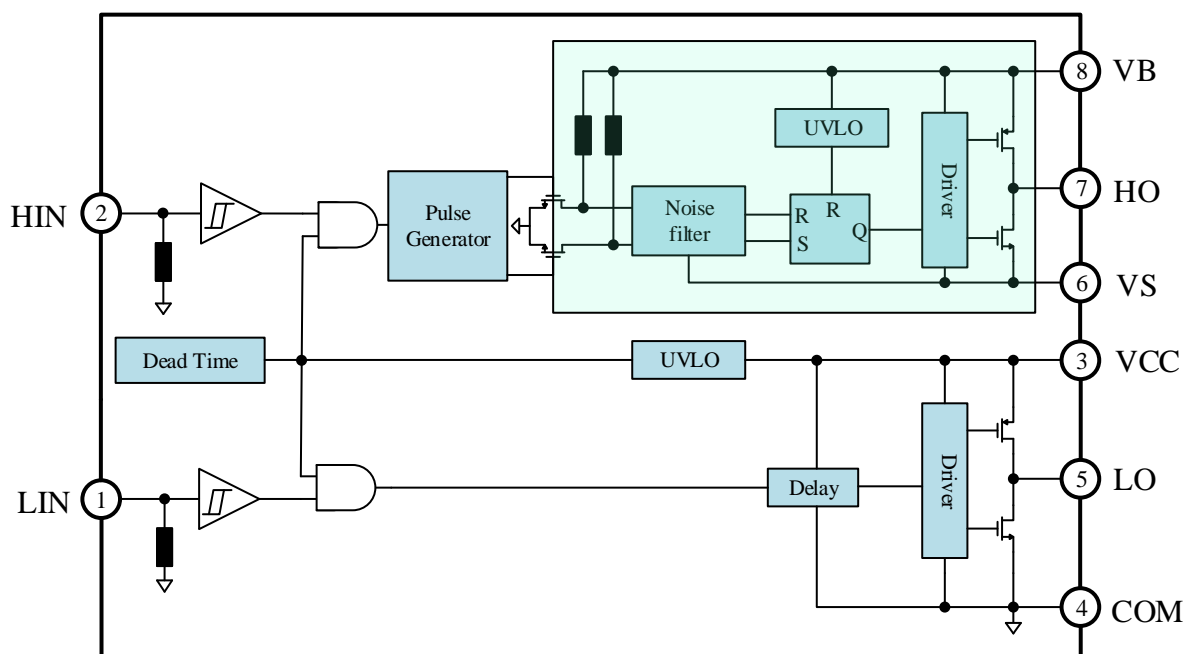 8 VB
UVLO
Driver
2 HIN
Pulse
Generator
Noise
filter
R
R
S
Q
7 HO
6 VS
Dead Time
UVLO
3 VCC
LIN 1
Delay
Driver
5 LO
4 COM